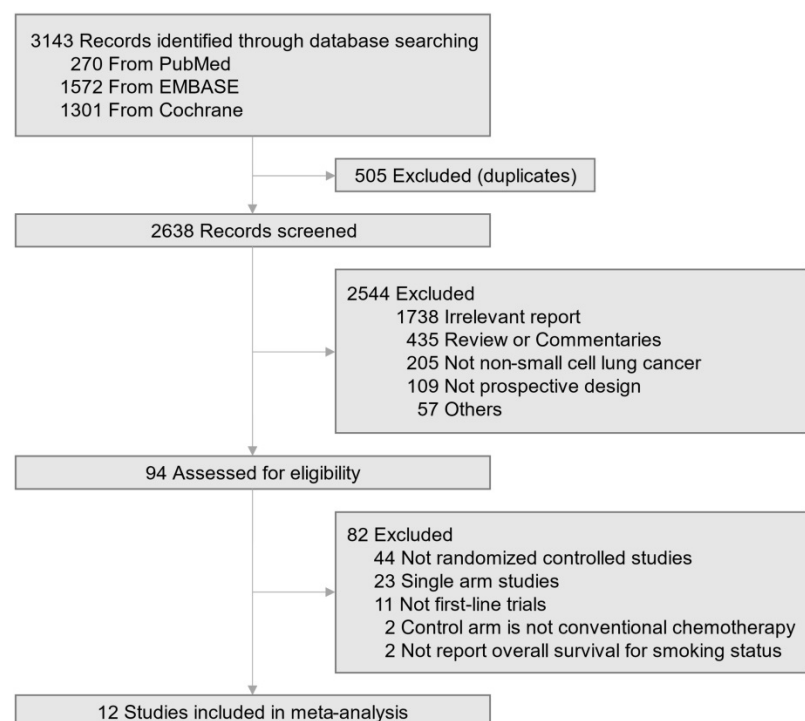 3143 Records identified through database searching
270 From PubMed
1572 From EMBASE
1301 From Cochrane
505 Excluded (duplicates)
2638 Records screened
2544 Excluded
1738 Irrelevant report
435 Review or Commentaries
205 Not non-small cell lung cancer
109 Not prospective design
57 Others
94 Assessed for eligibility
82 Excluded
44 Not randomized controlled studies
23 Single arm studies
11 Not first-line trials
2 Control arm is not conventional chemotherapy
2 Not report overall survival for smoking status
12 Studies included in meta-analysis